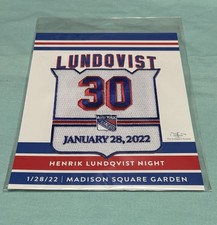 LUNDQVIST
30
JANUARY 28, 2022
HENRIK LUNDQVIST NIGHT
1/28/22 | MADISON SQUARE GARDEN